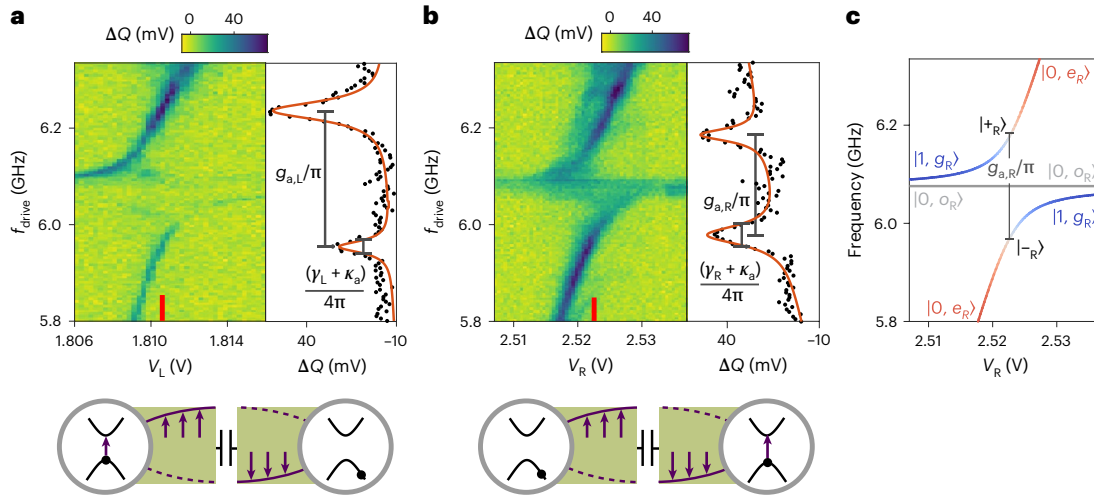 a
ΔQ (mV)
0 40
f_drive (GHz)
6.2
6.0
5.8
1.806 1.810 1.814
V_L (V)
g_a,L/π
(γ_L + κ_a)
4π
40 −10
ΔQ (mV)
b
ΔQ (mV)
0 40
f_drive (GHz)
6.2
6.0
5.8
2.51 2.52 2.53
V_R (V)
g_a,R/π
(γ_R + κ_a)
4π
40 −10
ΔQ (mV)
c
Frequency (GHz)
6.2
6.0
5.8
2.51 2.52 2.53
V_R (V)
|0, e_R⟩
|+_R⟩
|1, g_R⟩
g_a,R/π
|0, o_R⟩
|0, o_R⟩
|1, g_R⟩
|−_R⟩
|0, e_R⟩